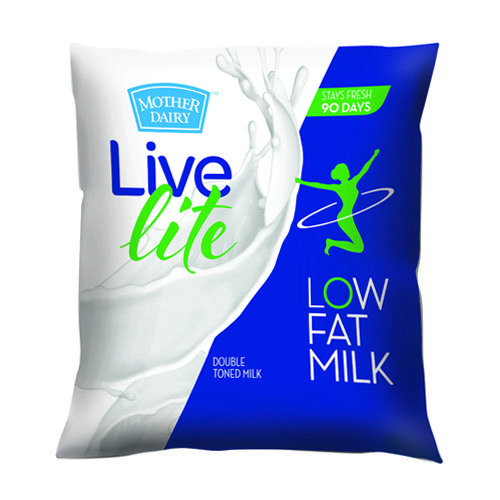 MOTHER
DAIRY
Live
lite
STAYS FRESH
90 DAYS
LOW
FAT
MILK
DOUBLE
TONED MILK